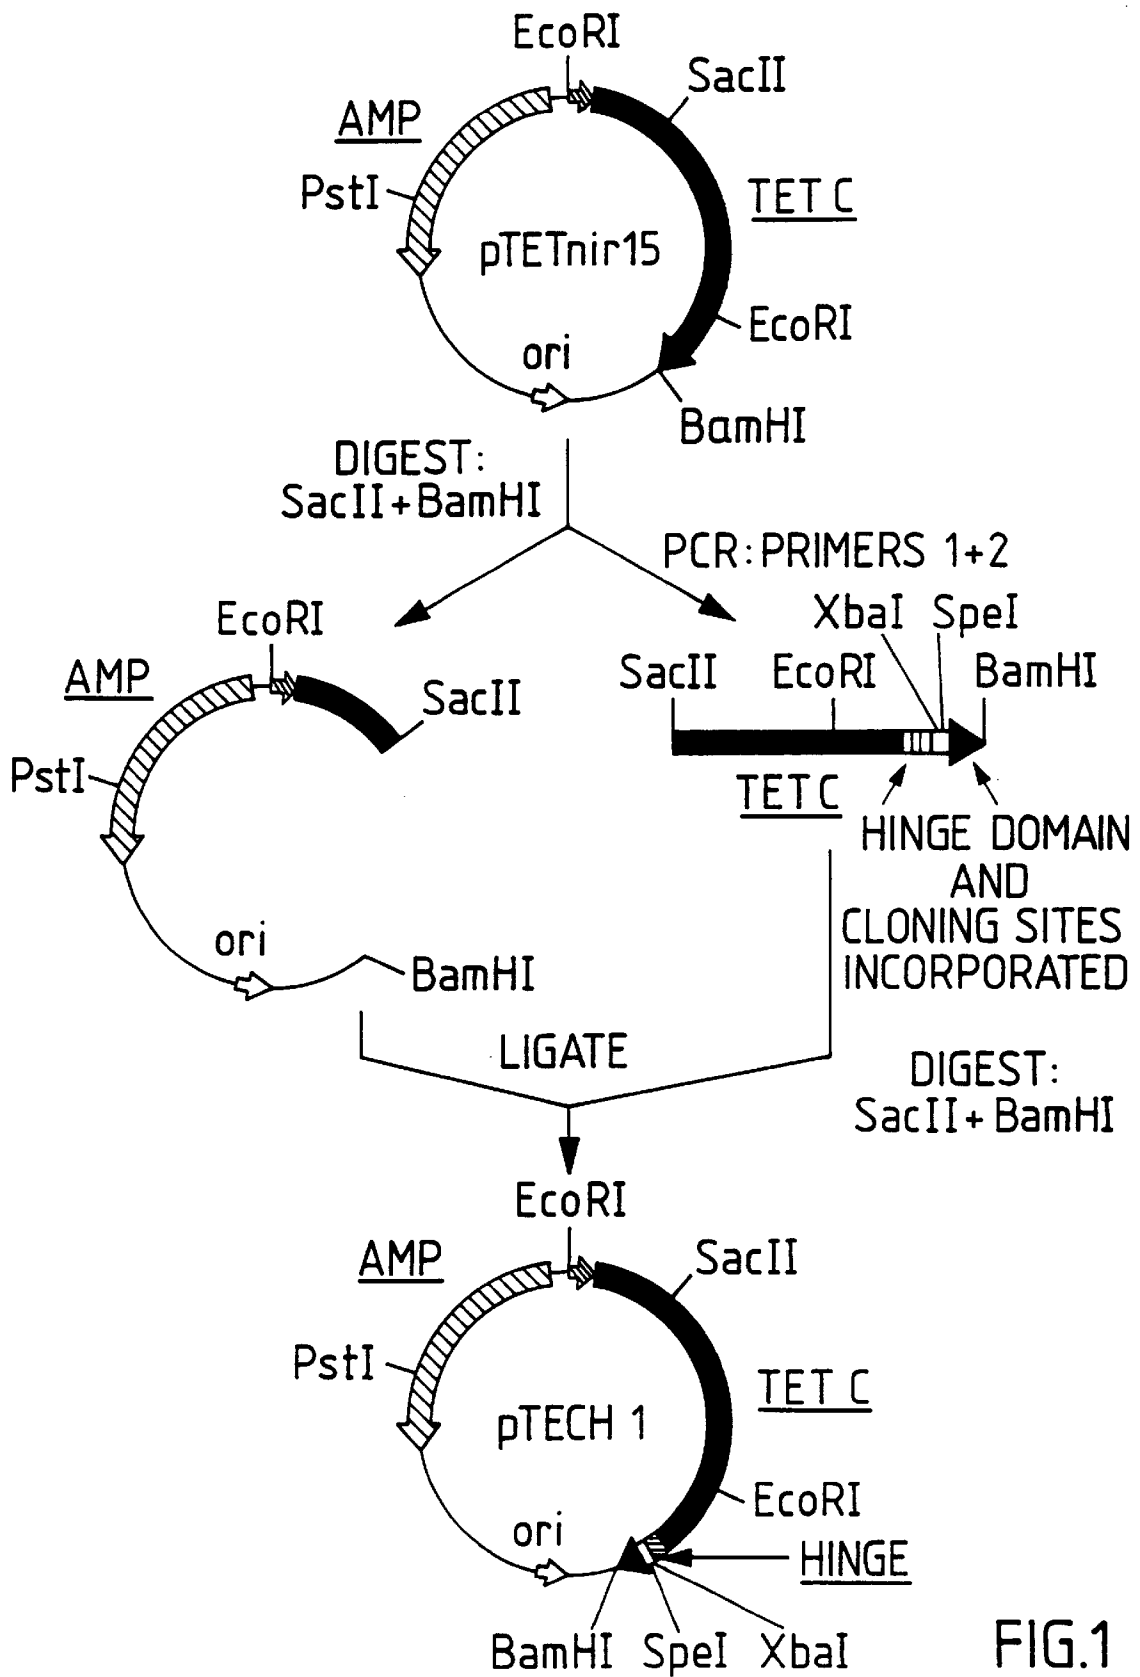 EcoRI
SacII
AMP
PstI
TET C
pTETnir15
EcoRI
ori
BamHI
DIGEST:
SacII+BamHI
PCR:PRIMERS 1+2
XbaI SpeI
EcoRI
AMP
SacII
SacII EcoRI BamHI
PstI
TET C
HINGE DOMAIN
AND
CLONING SITES
INCORPORATED
ori
BamHI
LIGATE
DIGEST:
SacII+BamHI
EcoRI
AMP
SacII
PstI
TET C
pTECH 1
EcoRI
ori
HINGE
BamHI SpeI XbaI
FIG.1